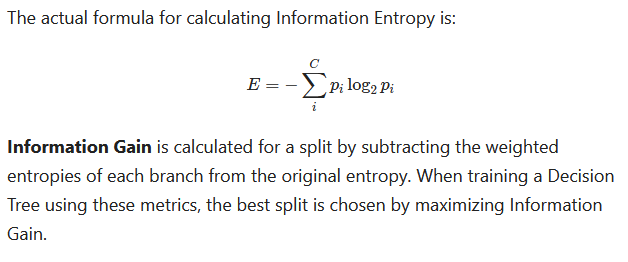 The actual formula for calculating Information Entropy is:
C
E = − ∑ pᵢ log₂ pᵢ
i
Information Gain is calculated for a split by subtracting the weighted
entropies of each branch from the original entropy. When training a Decision
Tree using these metrics, the best split is chosen by maximizing Information
Gain.